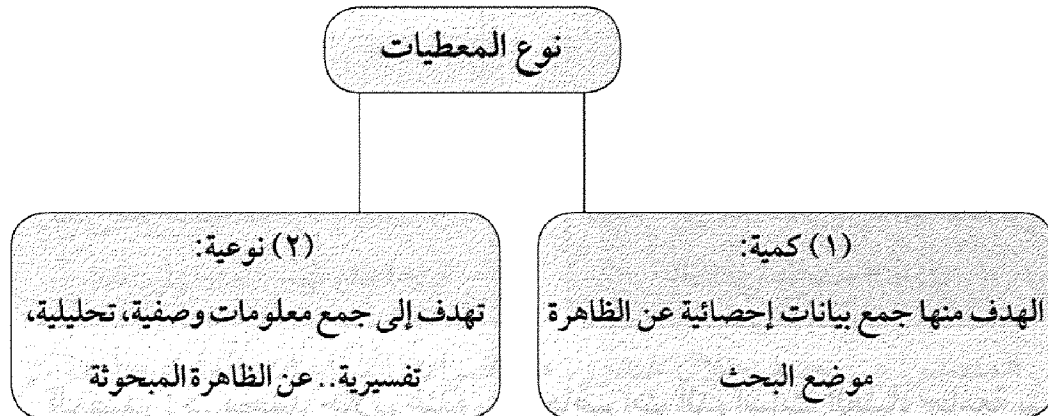 نوع المعطيات
(١) كمية:
الهدف منها جمع بيانات إحصائية عن الظاهرة
موضع البحث
(٢) نوعية:
تهدف إلى جمع معلومات وصفية، تحليلية،
تفسيرية.. عن الظاهرة المبحوثة